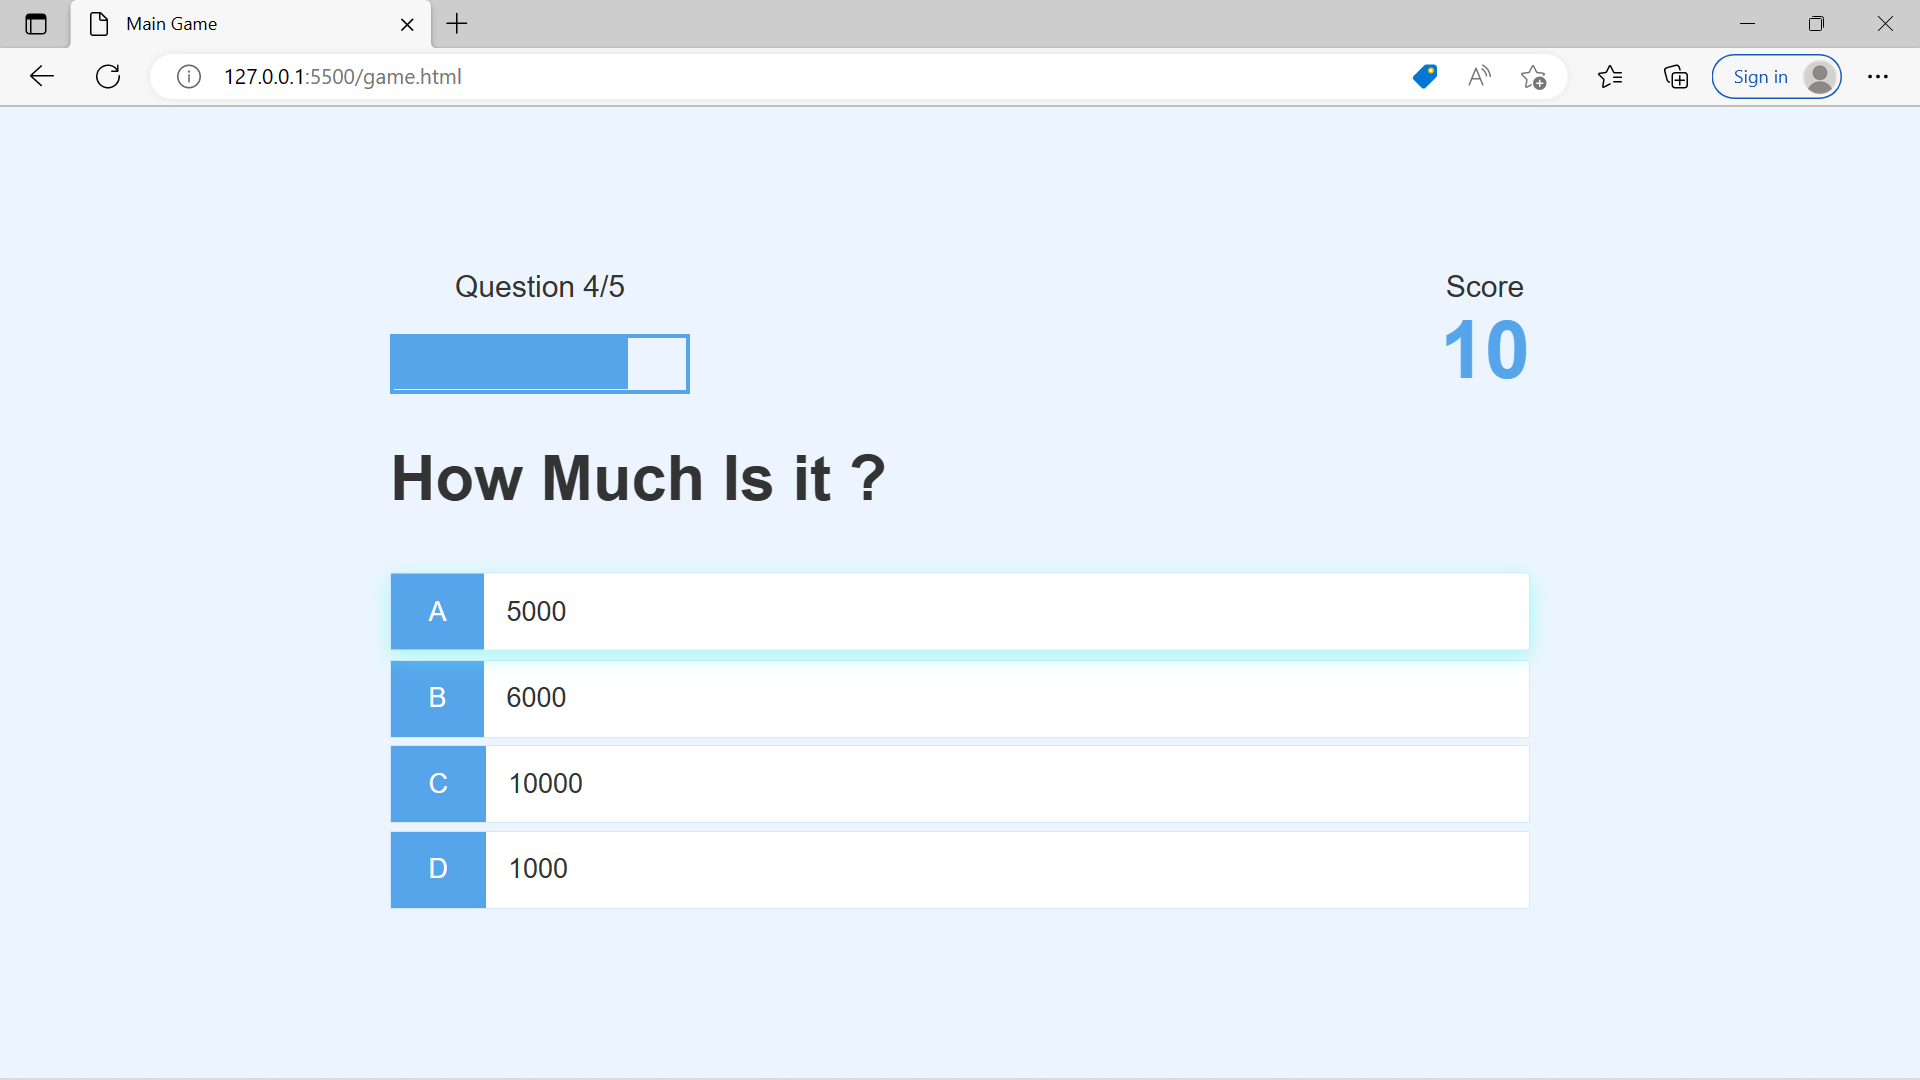 Main Game
127.0.0.1:5500/game.html
Sign in
Question 4/5
Score
10
How Much Is it ?
A 5000
B 6000
C 10000
D 1000